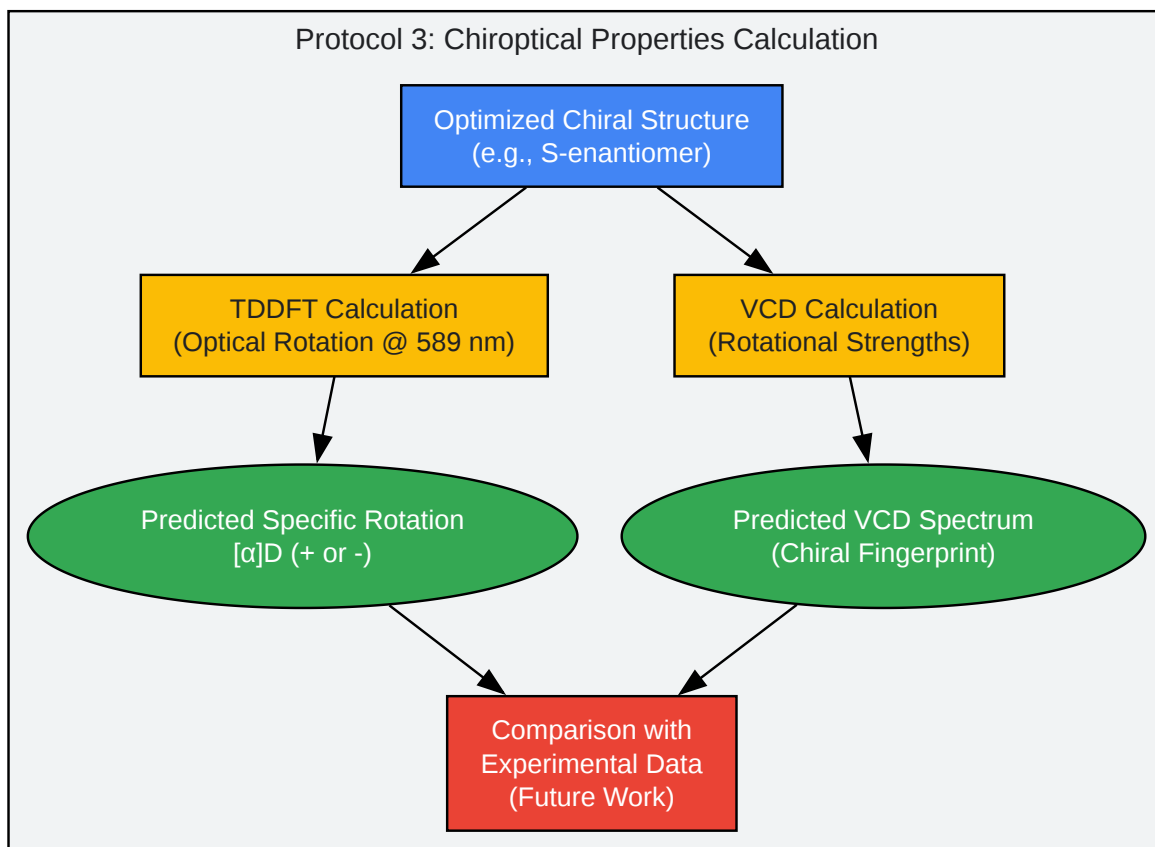 Protocol 3: Chiroptical Properties Calculation
Optimized Chiral Structure
(e.g., S-enantiomer)
TDDFT Calculation
(Optical Rotation @ 589 nm)
VCD Calculation
(Rotational Strengths)
Predicted Specific Rotation
[α]D (+ or -)
Predicted VCD Spectrum
(Chiral Fingerprint)
Comparison with
Experimental Data
(Future Work)